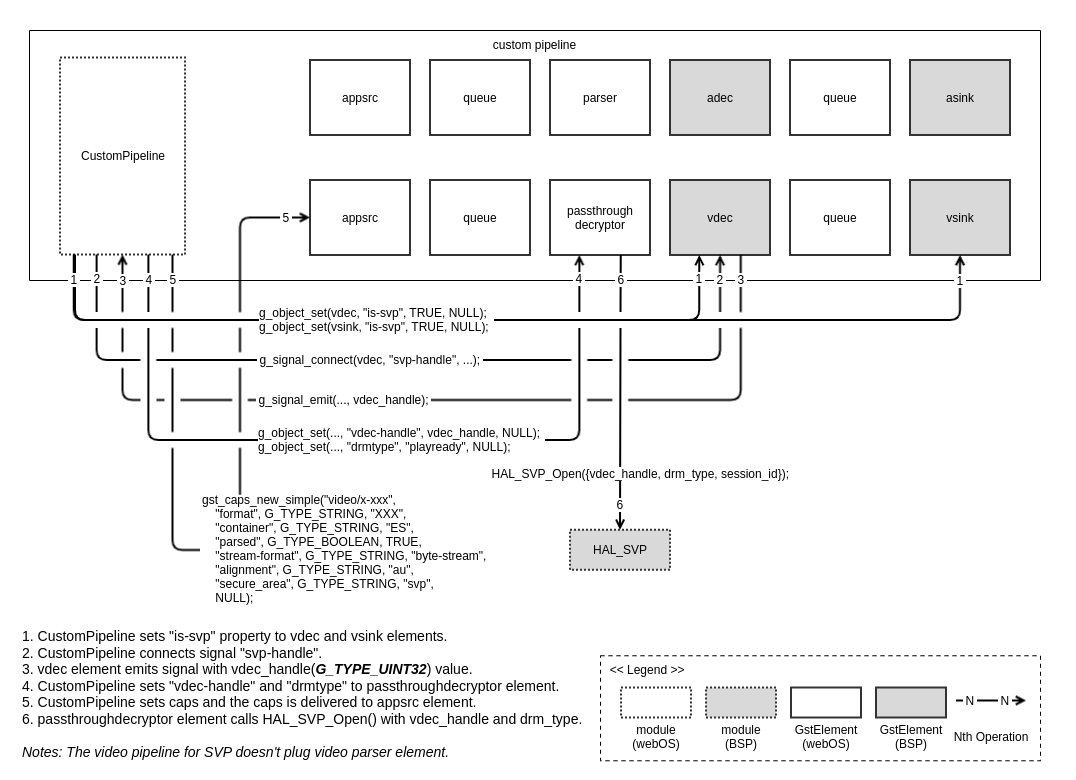 custom pipeline
CustomPipeline
appsrc
queue
parser
adec
queue
asink
appsrc
queue
passthrough
decryptor
vdec
queue
vsink
5
1
2
3
4
5
4
6
1
2
3
1
g_object_set(vdec, "is-svp", TRUE, NULL);
g_object_set(vsink, "is-svp", TRUE, NULL);
g_signal_connect(vdec, "svp-handle", ...);
g_signal_emit(..., vdec_handle);
g_object_set(..., "vdec-handle", vdec_handle, NULL);
g_object_set(..., "drmtype", "playready", NULL);
HAL_SVP_Open({vdec_handle, drm_type, session_id});
6
HAL_SVP
gst_caps_new_simple("video/x-xxx",
"format", G_TYPE_STRING, "XXX",
"container", G_TYPE_STRING, "ES",
"parsed", G_TYPE_BOOLEAN, TRUE,
"stream-format", G_TYPE_STRING, "byte-stream",
"alignment", G_TYPE_STRING, "au",
"secure_area", G_TYPE_STRING, "svp",
NULL);
1. CustomPipeline sets "is-svp" property to vdec and vsink elements.
2. CustomPipeline connects signal "svp-handle".
3. vdec element emits signal with vdec_handle(G_TYPE_UINT32) value.
4. CustomPipeline sets "vdec-handle" and "drmtype" to passthroughdecryptor element.
5. CustomPipeline sets caps and the caps is delivered to appsrc element.
6. passthroughdecryptor element calls HAL_SVP_Open() with vdec_handle and drm_type.
Notes: The video pipeline for SVP doesn't plug video parser element.
<< Legend >>
module
(webOS)
module
(BSP)
GstElement
(webOS)
GstElement
(BSP)
N N
Nth Operation